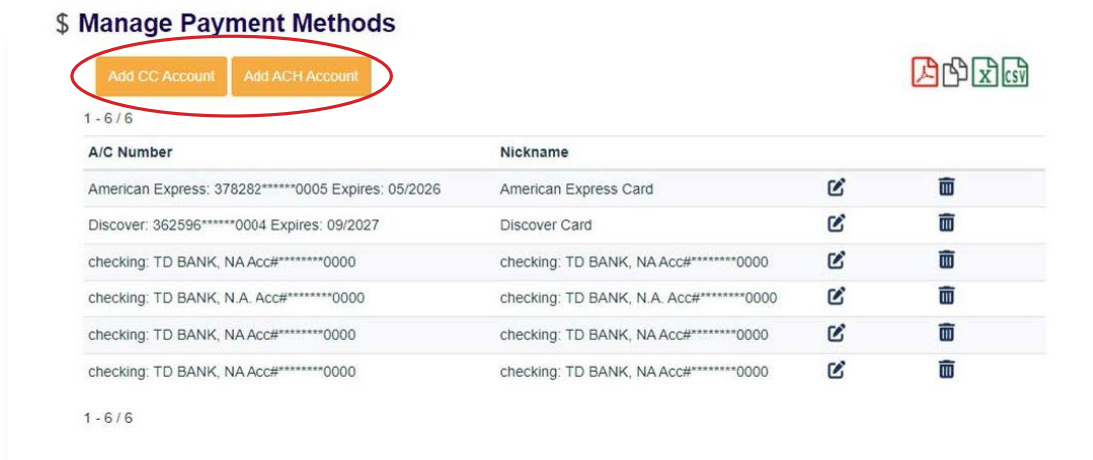 $ Manage Payment Methods
Add CC Account Add ACH Account
CSV
1 - 6 / 6
A/C Number Nickname
American Express: 378282******0005 Expires: 05/2026 American Express Card
Discover: 362596******0004 Expires: 09/2027 Discover Card
checking: TD BANK, NA Acc#********0000 checking: TD BANK, NA Acc#********0000
checking: TD BANK, N.A. Acc#********0000 checking: TD BANK, N.A. Acc#********0000
checking: TD BANK, NA Acc#********0000 checking: TD BANK, NA Acc#********0000
checking: TD BANK, NA Acc#********0000 checking: TD BANK, NA Acc#********0000
1 - 6 / 6